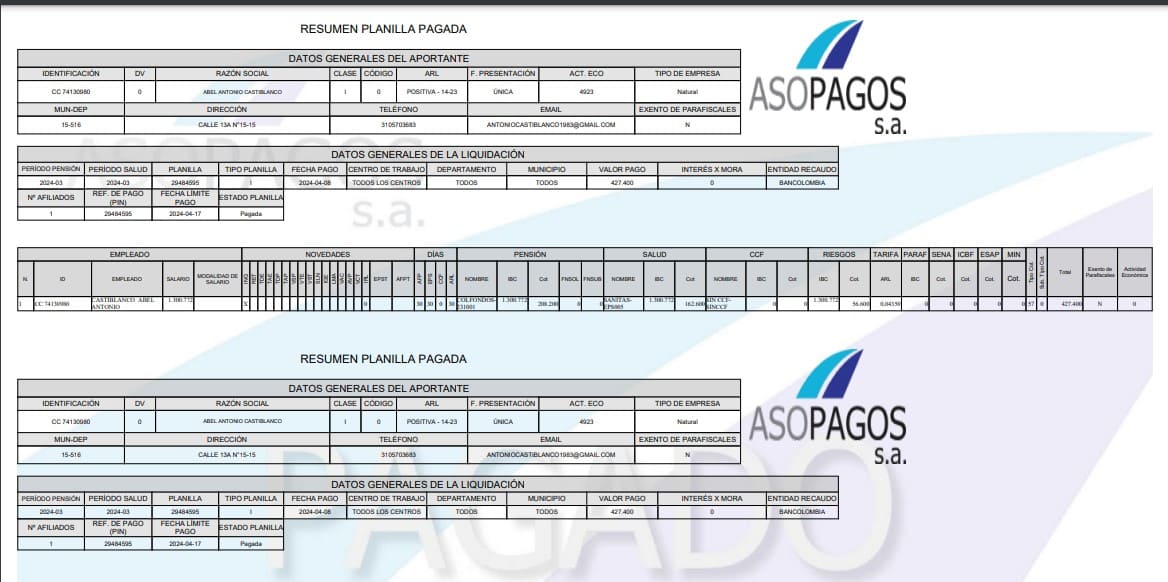 RESUMEN PLANILLA PAGADA
ASOPAGOS
s.a.
DATOS GENERALES DEL APORTANTE
IDENTIFICACIÓN DV RAZÓN SOCIAL CLASE CÓDIGO ARL F. PRESENTACIÓN ACT. ECO TIPO DE EMPRESA
CC 74130980 0 ABEL ANTONIO CASTIBLANCO I 0 POSITIVA - 14-23 ÚNICA 4923 Natural
MUN-DEP DIRECCIÓN TELÉFONO EMAIL EXENTO DE PARAFISCALES
15-516 CALLE 13A N°15-15 3105703683 ANTONIOCASTIBLANCO1983@GMAIL.COM N
DATOS GENERALES DE LA LIQUIDACIÓN
PERÍODO PENSIÓN PERÍODO SALUD PLANILLA TIPO PLANILLA FECHA PAGO CENTRO DE TRABAJO DEPARTAMENTO MUNICIPIO VALOR PAGO INTERÉS X MORA ENTIDAD RECAUDO
2024-03 2024-03 29484595 I 2024-04-08 TODOS LOS CENTROS TODOS TODOS 427.400 0 BANCOLOMBIA
Nº AFILIADOS REF. DE PAGO (PIN) FECHA LÍMITE PAGO ESTADO PLANILLA
1 29484595 2024-04-17 Pagada
ASOPAGOS
s.a.
EMPLEADO NOVEDADES DÍAS PENSIÓN SALUD CCF RIESGOS TARIFA PARAF SENA ICBF ESAP MIN
N. ID EMPLEADO SALARIO MODALIDAD DE SALARIO EPST AFPT AFP EPS CCF ARL NOMBRE IBC Cot FNSOL FNSUB NOMBRE IBC Cot NOMBRE IBC Cot IBC Cot. ARL IBC Cot. Cot. Cot. Cot. Tipo Cot. Sub. Tipo Cot. Total Exento de Parafiscales Actividad Económica
1 CC 74130980 CASTIBLANCO ABEL ANTONIO 1.300.772 X 0 30 30 0 30 COLFONDOS-231001 1.300.772 208.200 0 0 SANITAS-EPS005 1.300.772 162.600 SIN CCF-SINCCF 0 0 1.300.772 56.600 0.04350 0 0 0 0 0 57 0 427.400 N 0
RESUMEN PLANILLA PAGADA
ASOPAGOS
s.a.
DATOS GENERALES DEL APORTANTE
IDENTIFICACIÓN DV RAZÓN SOCIAL CLASE CÓDIGO ARL F. PRESENTACIÓN ACT. ECO TIPO DE EMPRESA
CC 74130980 0 ABEL ANTONIO CASTIBLANCO I 0 POSITIVA - 14-23 ÚNICA 4923 Natural
MUN-DEP DIRECCIÓN TELÉFONO EMAIL EXENTO DE PARAFISCALES
15-516 CALLE 13A N°15-15 3105703683 ANTONIOCASTIBLANCO1983@GMAIL.COM N
DATOS GENERALES DE LA LIQUIDACIÓN
PERÍODO PENSIÓN PERÍODO SALUD PLANILLA TIPO PLANILLA FECHA PAGO CENTRO DE TRABAJO DEPARTAMENTO MUNICIPIO VALOR PAGO INTERÉS X MORA ENTIDAD RECAUDO
2024-03 2024-03 29484595 I 2024-04-08 TODOS LOS CENTROS TODOS TODOS 427.400 0 BANCOLOMBIA
Nº AFILIADOS REF. DE PAGO (PIN) FECHA LÍMITE PAGO ESTADO PLANILLA
1 29484595 2024-04-17 Pagada
PAGADO